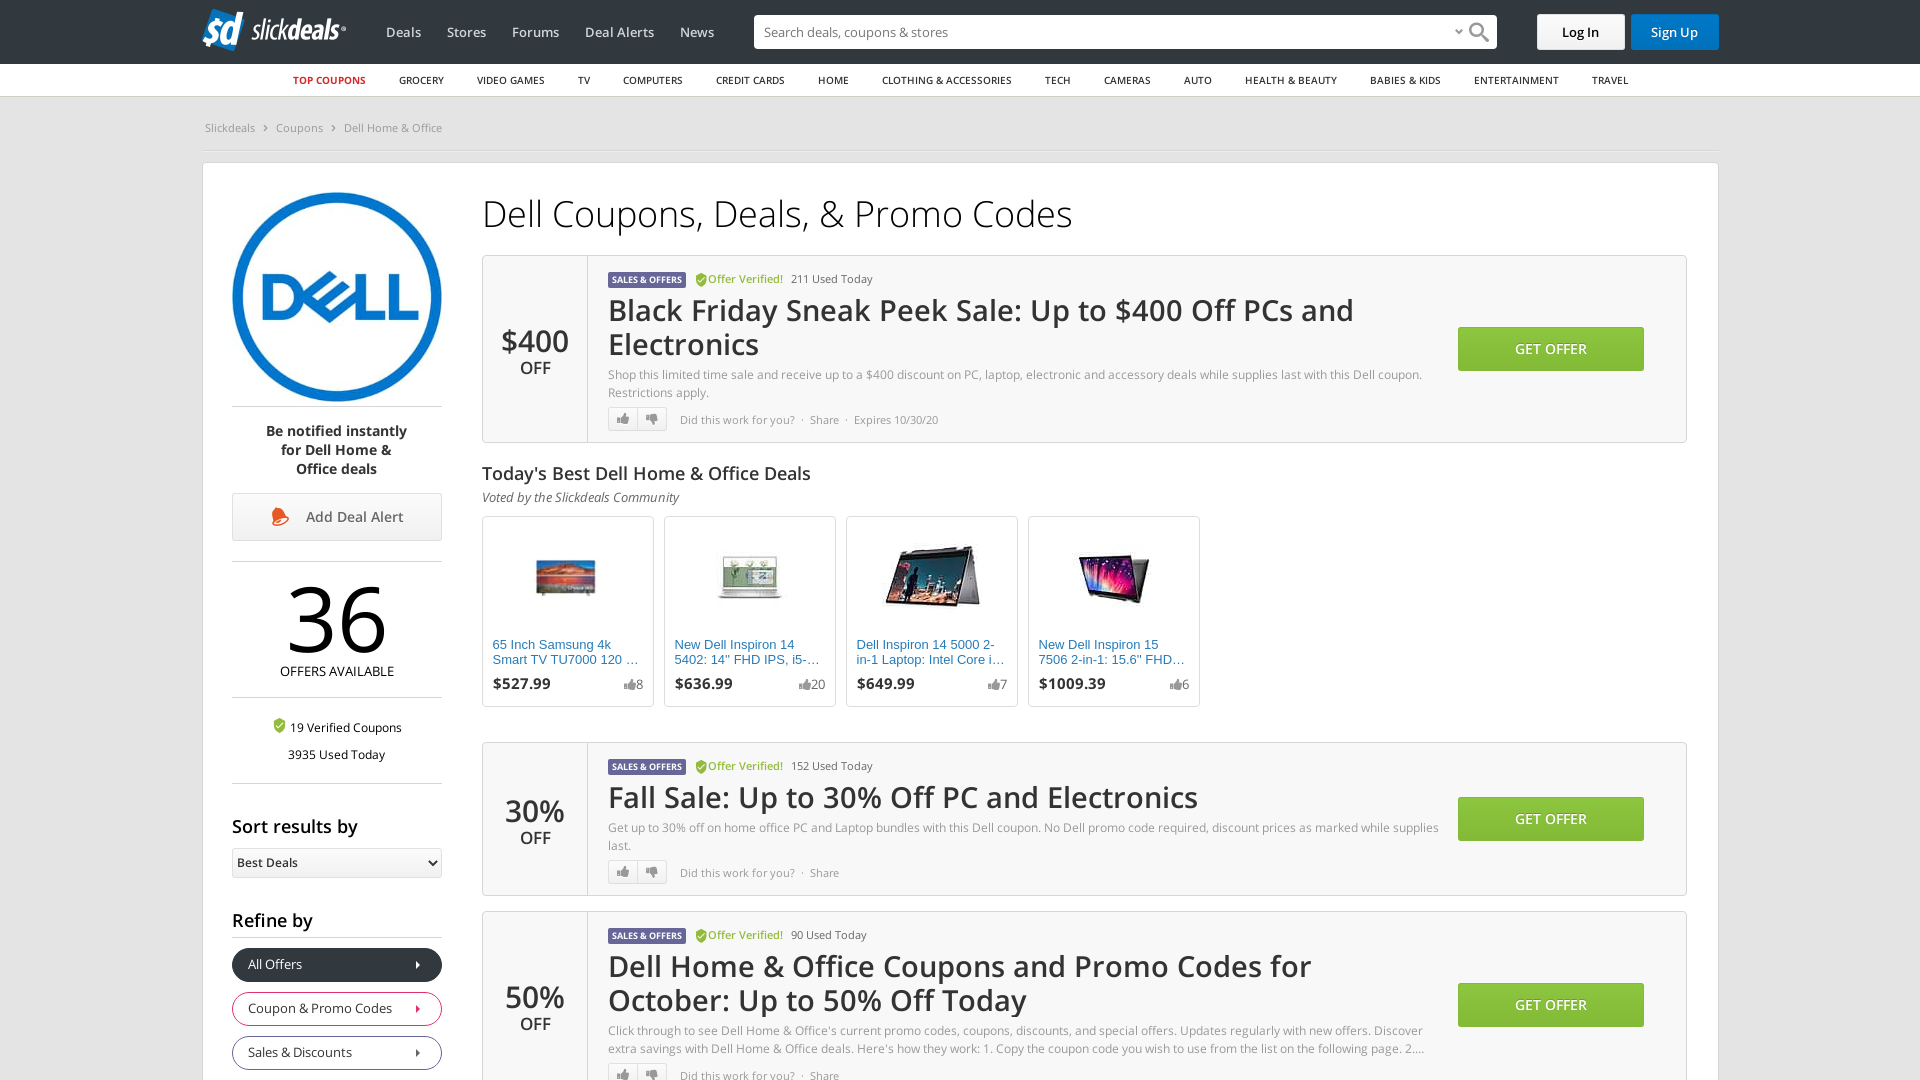 slickdeals
Deals
Stores
Forums
Deal Alerts
News
Search deals, coupons & stores
Log In
Sign Up
TOP COUPONS
GROCERY
VIDEO GAMES
TV
COMPUTERS
CREDIT CARDS
HOME
CLOTHING & ACCESSORIES
TECH
CAMERAS
AUTO
HEALTH & BEAUTY
BABIES & KIDS
ENTERTAINMENT
TRAVEL
Slickdeals > Coupons > Dell Home & Office
DELL
Be notified instantly
for Dell Home &
Office deals
Add Deal Alert
36
OFFERS AVAILABLE
19 Verified Coupons
3935 Used Today
Sort results by
Best Deals
Refine by
All Offers
Coupon & Promo Codes
Sales & Discounts
Dell Coupons, Deals, & Promo Codes
$400
OFF
SALES & OFFERS
Offer Verified!
211 Used Today
Black Friday Sneak Peek Sale: Up to $400 Off PCs and
Electronics
Shop this limited time sale and receive up to a $400 discount on PC, laptop, electronic and accessory deals while supplies last with this Dell coupon.
Restrictions apply.
Did this work for you? · Share · Expires 10/30/20
GET OFFER
Today's Best Dell Home & Office Deals
Voted by the Slickdeals Community
65 Inch Samsung 4k
Smart TV TU7000 120 …
$527.99
8
New Dell Inspiron 14
5402: 14" FHD IPS, i5-…
$636.99
20
Dell Inspiron 14 5000 2-
in-1 Laptop: Intel Core i…
$649.99
7
New Dell Inspiron 15
7506 2-in-1: 15.6" FHD…
$1009.39
6
30%
OFF
SALES & OFFERS
Offer Verified!
152 Used Today
Fall Sale: Up to 30% Off PC and Electronics
Get up to 30% off on home office PC and Laptop bundles with this Dell coupon. No Dell promo code required, discount prices as marked while supplies
last.
Did this work for you? · Share
GET OFFER
50%
OFF
SALES & OFFERS
Offer Verified!
90 Used Today
Dell Home & Office Coupons and Promo Codes for
October: Up to 50% Off Today
Click through to see Dell Home & Office's current promo codes, coupons, discounts, and special offers. Updates regularly with new offers. Discover
extra savings with Dell Home & Office deals. Here's how they work: 1. Copy the coupon code you wish to use from the list on the following page. 2.…
Did this work for you? · Share
GET OFFER